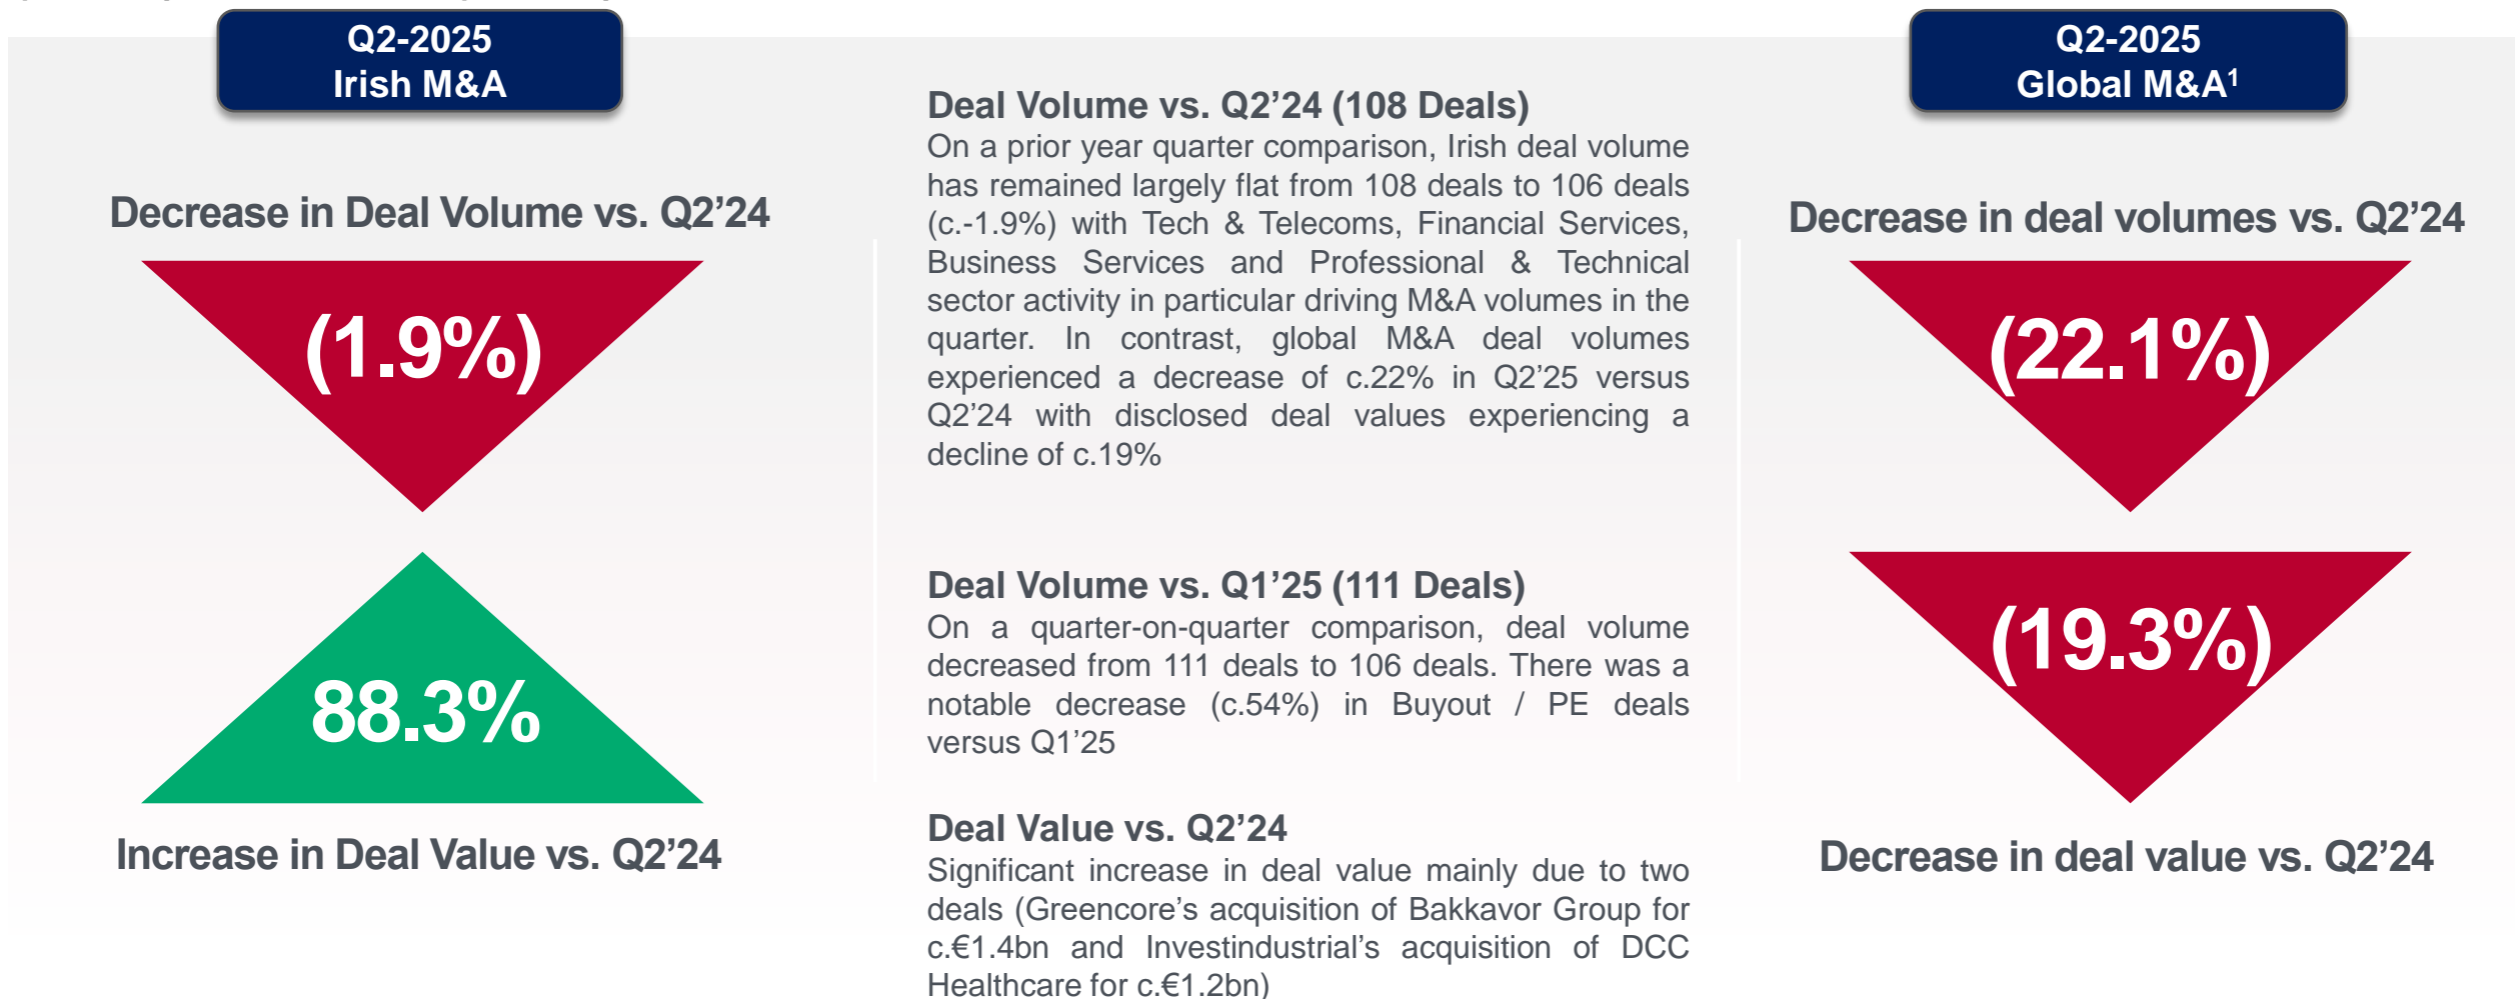 Q2-2025
Irish M&A
Decrease in Deal Volume vs. Q2’24
(1.9%)
88.3%
Increase in Deal Value vs. Q2’24
Deal Volume vs. Q2’24 (108 Deals)
On a prior year quarter comparison, Irish deal volume
has remained largely flat from 108 deals to 106 deals
(c.-1.9%) with Tech & Telecoms, Financial Services,
Business Services and Professional & Technical
sector activity in particular driving M&A volumes in the
quarter. In contrast, global M&A deal volumes
experienced a decrease of c.22% in Q2’25 versus
Q2’24 with disclosed deal values experiencing a
decline of c.19%
Deal Volume vs. Q1’25 (111 Deals)
On a quarter-on-quarter comparison, deal volume
decreased from 111 deals to 106 deals. There was a
notable decrease (c.54%) in Buyout / PE deals
versus Q1’25
Deal Value vs. Q2’24
Significant increase in deal value mainly due to two
deals (Greencore’s acquisition of Bakkavor Group for
c.€1.4bn and Investindustrial’s acquisition of DCC
Healthcare for c.€1.2bn)
Q2-2025
Global M&A¹
Decrease in deal volumes vs. Q2’24
(22.1%)
(19.3%)
Decrease in deal value vs. Q2’24